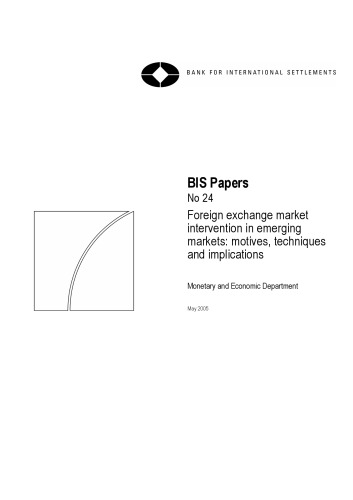 BANK FOR INTERNATIONAL SETTLEMENTS
BIS Papers
No 24
Foreign exchange market
intervention in emerging
markets: motives, techniques
and implications
Monetary and Economic Department
May 2005